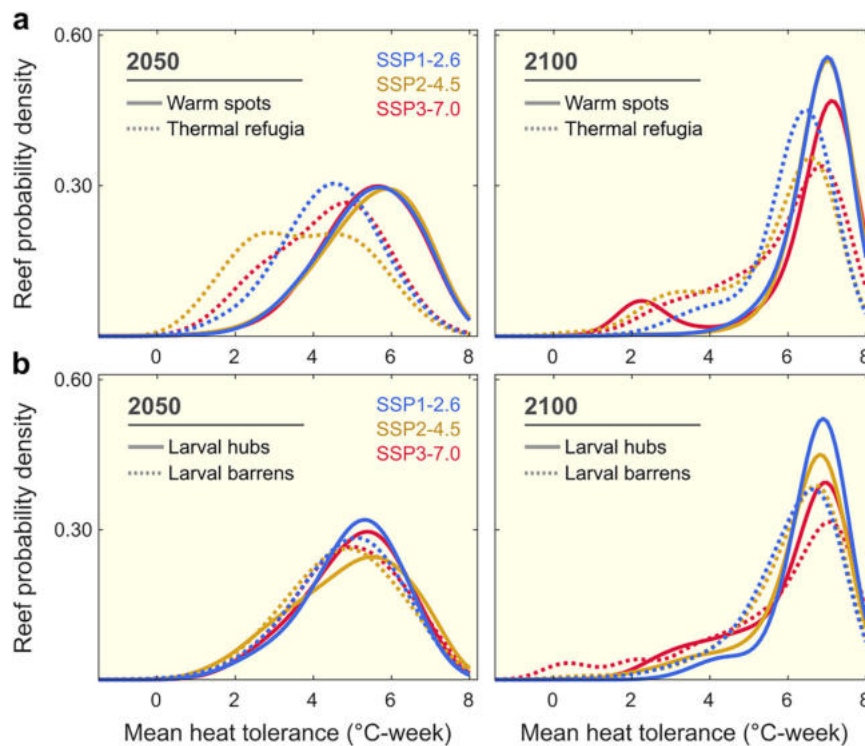 a
2050
SSP1-2.6
SSP2-4.5
SSP3-7.0
Warm spots
Thermal refugia
2100
Warm spots
Thermal refugia
Reef probability density
0.60
0.30
0 2 4 6 8
0 2 4 6 8
b
2050
SSP1-2.6
SSP2-4.5
SSP3-7.0
Larval hubs
Larval barrens
2100
Larval hubs
Larval barrens
Reef probability density
0.60
0.30
0 2 4 6 8
0 2 4 6 8
Mean heat tolerance (°C-week)
Mean heat tolerance (°C-week)